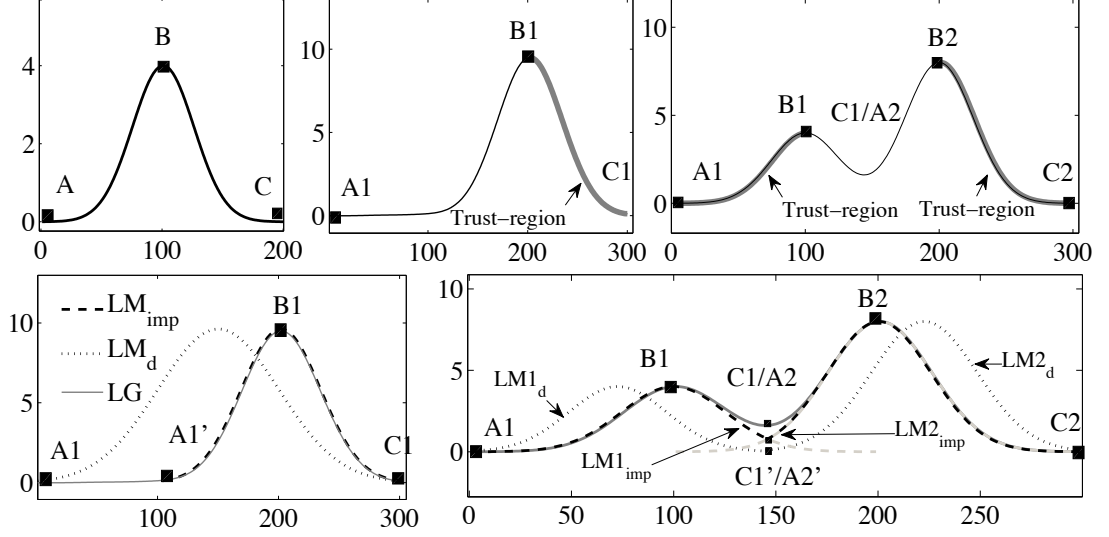 B
4
2
0
A
C
0
100
200
B1
10
5
0
A1
C1
Trust−region
100
200
300
B2
10
5
0
B1
C1/A2
A1
C2
Trust−region
Trust−region
0
100
200
300
LMimp
LMd
LG
B1
10
5
0
A1
A1’
C1
100
200
300
B2
10
5
0
B1
C1/A2
LM1d
LM2d
A1
C2
LM2imp
LM1imp
C1’/A2’
0
50
100
150
200
250